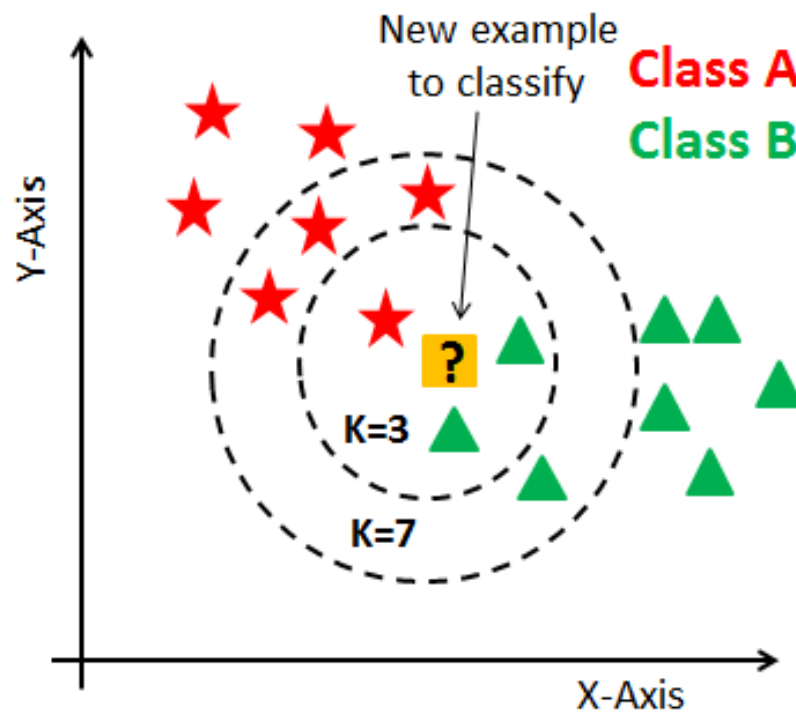 New example
to classify
Class A
Class B
Y-Axis
?
K=3
K=7
X-Axis